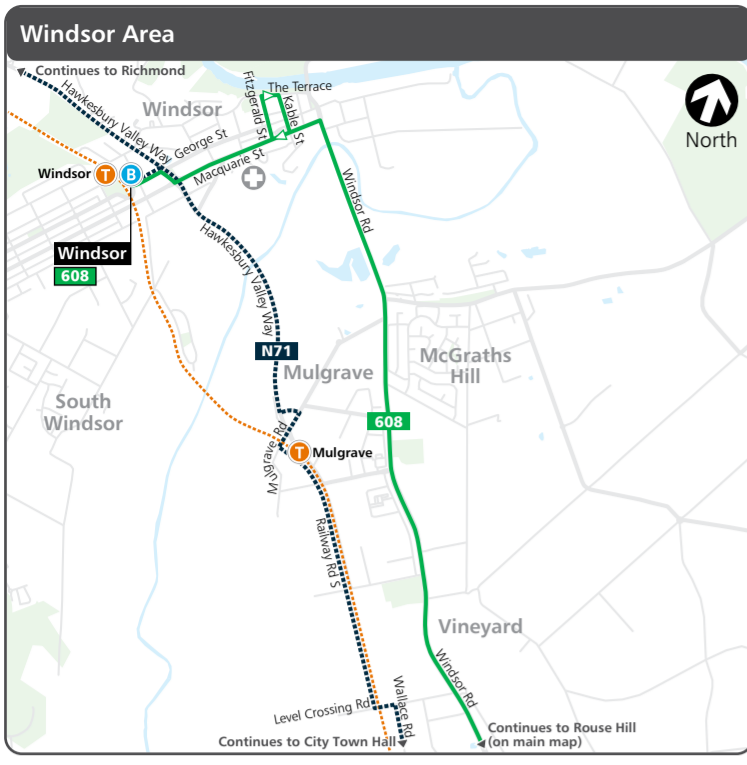 Windsor Area
Continues to Richmond
The Terrace
Fitzgerald St
Kable St
Hawkesbury Valley Way
Windsor
George St
Macquarie St
North
Windsor
T
B
Windsor Rd
Windsor
608
Hawkesbury Valley Way
N71
Mulgrave
McGraths
Hill
South
Windsor
608
Mulgrave Rd
T
Mulgrave
Railway Rd S
Vineyard
Windsor Rd
Wallace Rd
Level Crossing Rd
Continues to City Town Hall
Continues to Rouse Hill
(on main map)